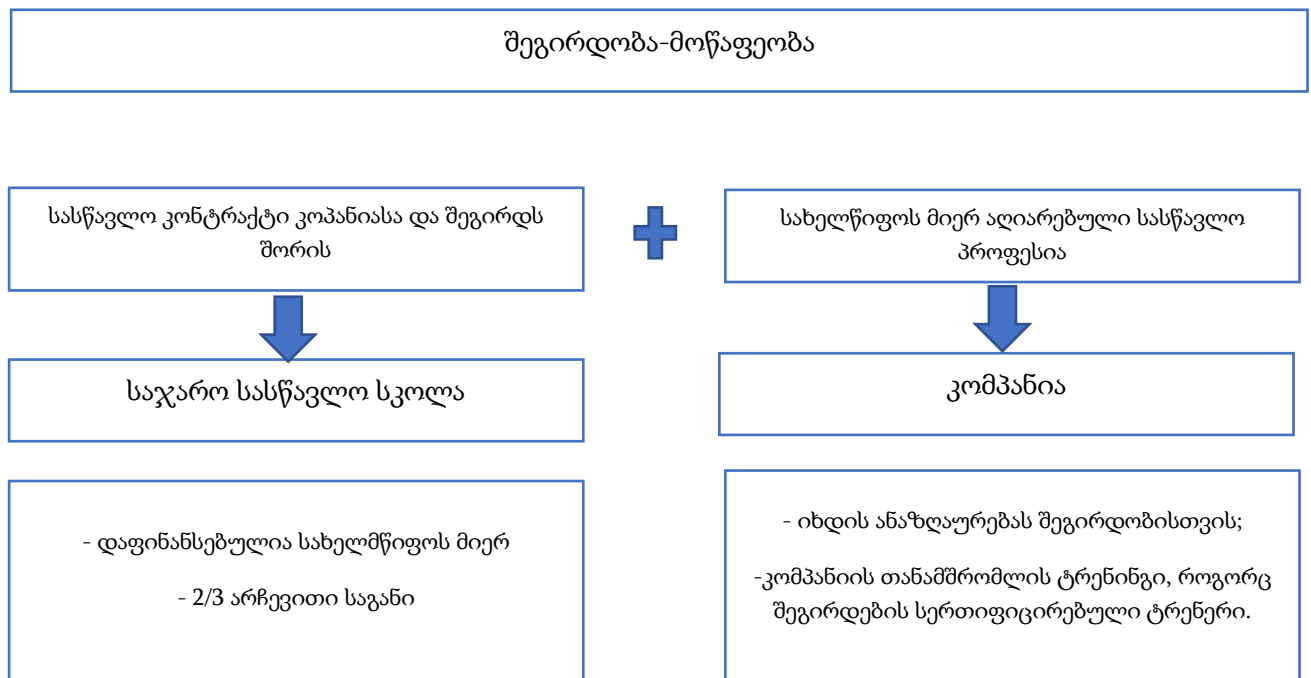 შეგირდობა-მოწაფეობა
სასწავლო კონტრაქტი კოპანიასა და შეგირდს
შორის
სახელწიფოს მიერ აღიარებული სასწავლო
პროფესია
საჯარო სასწავლო სკოლა
კომპანია
- დაფინანსებულია სახელმწიფოს მიერ
- 2/3 არჩევითი საგანი
- იხდის ანაზღაურებას შეგირდობისთვის;
-კომპანიის თანამშრომლის ტრენინგი, როგორც
შეგირდების სერთიფიცირებული ტრენერი.